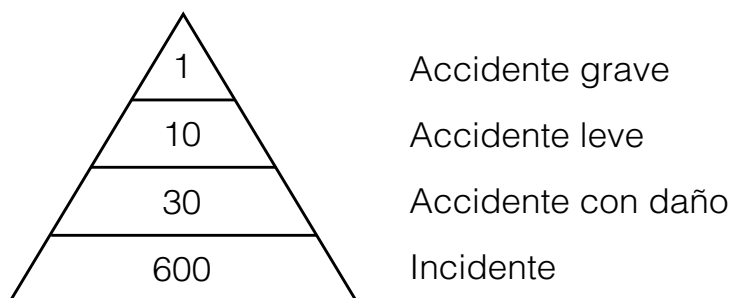 1 Accidente grave
10 Accidente leve
30 Accidente con daño
600 Incidente